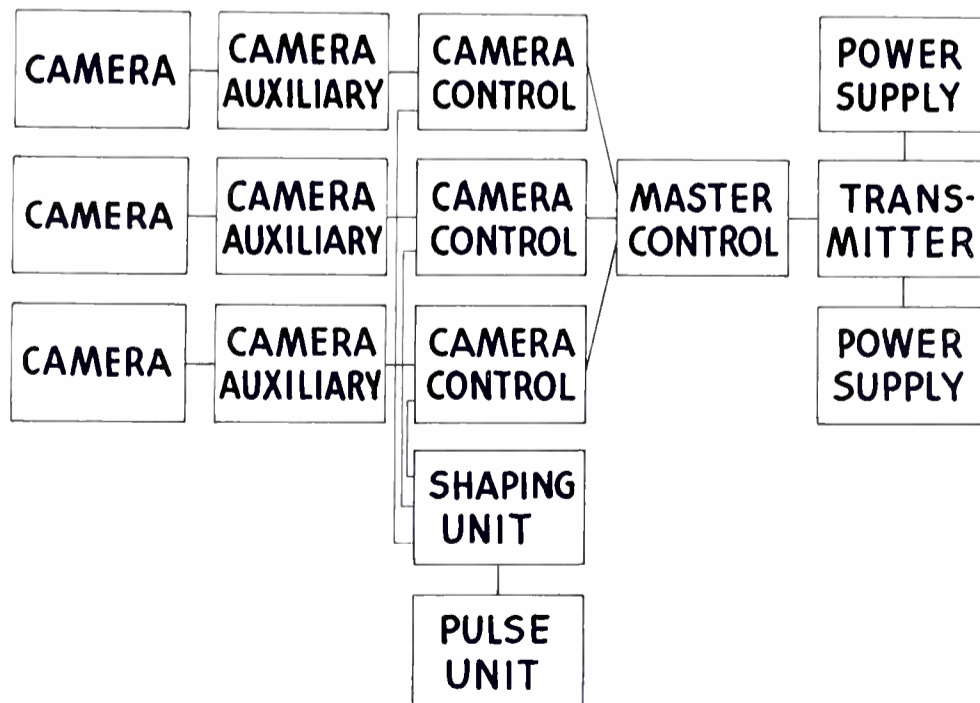 CAMERA
CAMERA
AUXILIARY
CAMERA
CONTROL
POWER
SUPPLY
CAMERA
CAMERA
AUXILIARY
CAMERA
CONTROL
MASTER
CONTROL
TRANS-
MITTER
CAMERA
CAMERA
AUXILIARY
CAMERA
CONTROL
POWER
SUPPLY
SHAPING
UNIT
PULSE
UNIT